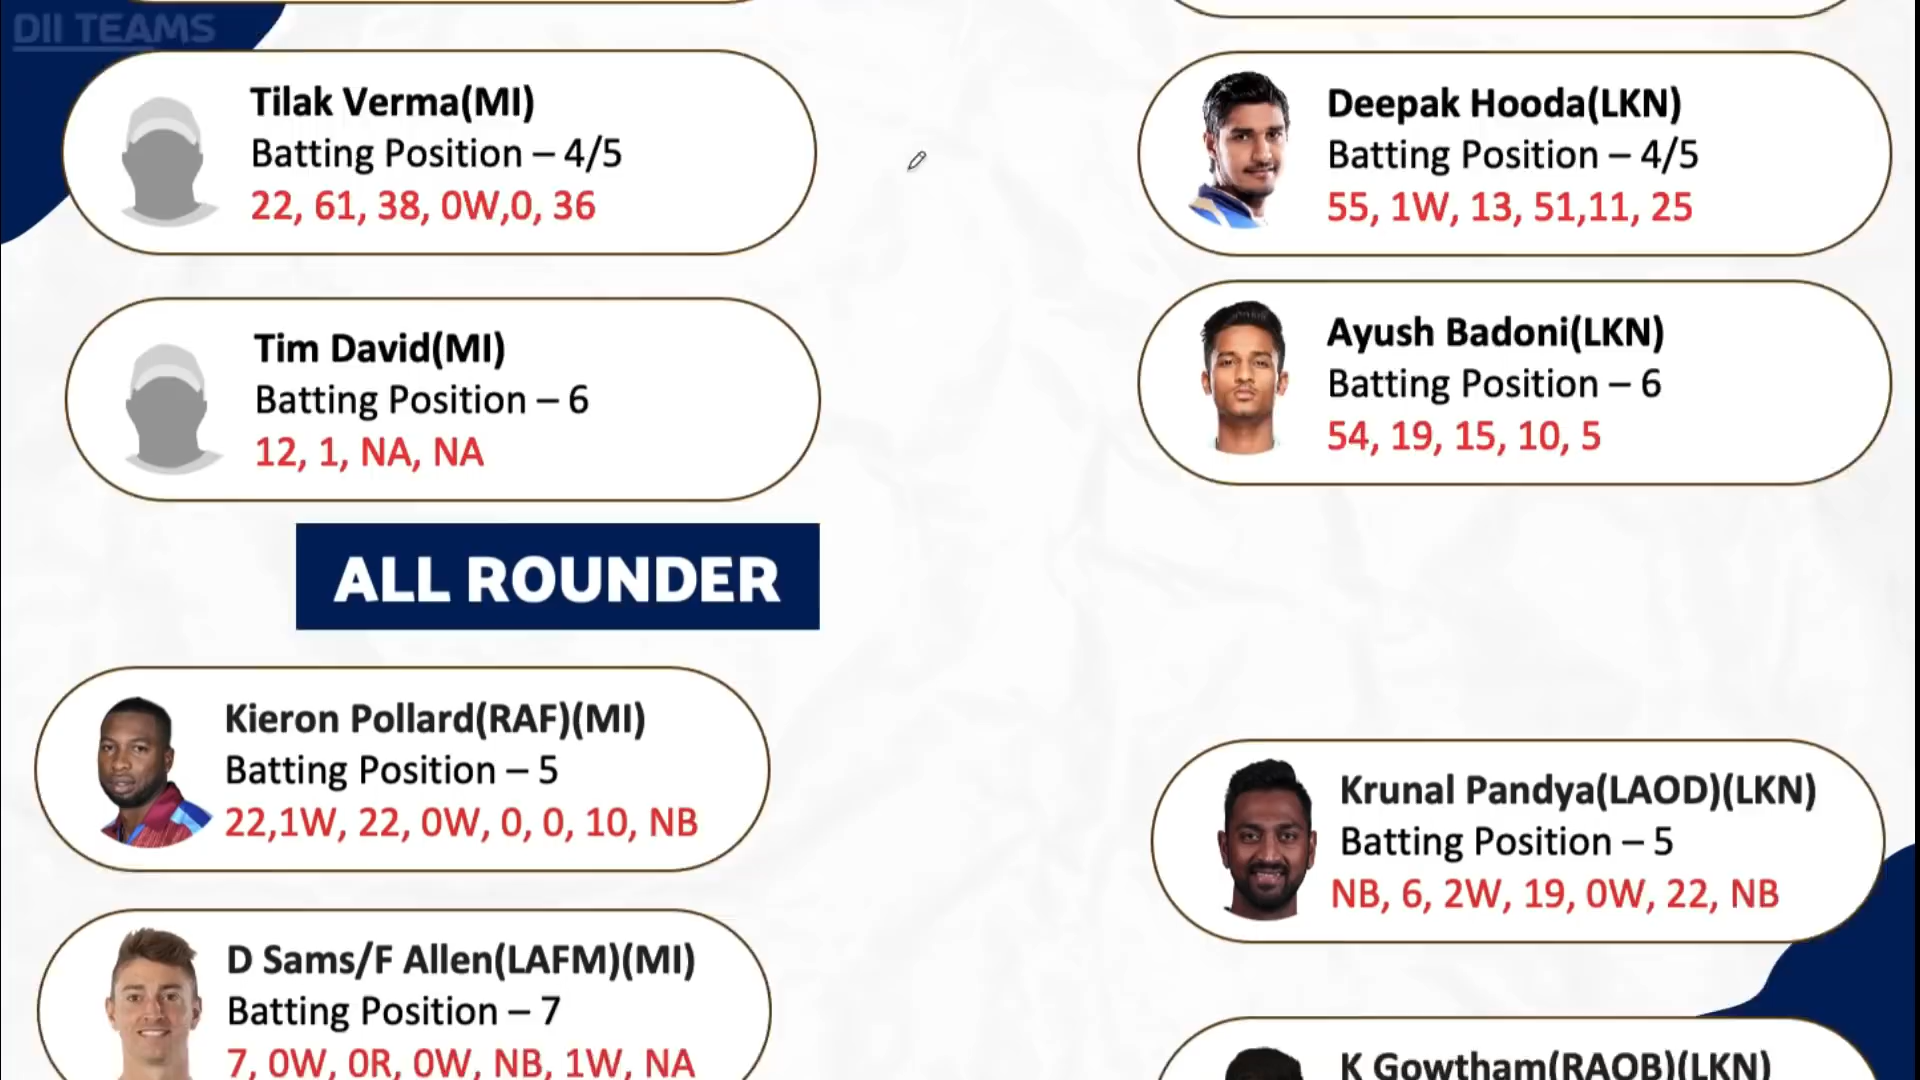 DII TEAMS
Tilak Verma(MI)
Batting Position – 4/5
22, 61, 38, 0W,0, 36
Deepak Hooda(LKN)
Batting Position – 4/5
55, 1W, 13, 51,11, 25
Tim David(MI)
Batting Position – 6
12, 1, NA, NA
Ayush Badoni(LKN)
Batting Position – 6
54, 19, 15, 10, 5
ALL ROUNDER
Kieron Pollard(RAF)(MI)
Batting Position – 5
22,1W, 22, 0W, 0, 0, 10, NB
Krunal Pandya(LAOD)(LKN)
Batting Position – 5
NB, 6, 2W, 19, 0W, 22, NB
D Sams/F Allen(LAFM)(MI)
Batting Position – 7
7, 0W, 0R, 0W, NB, 1W, NA
K Gowtham(RAOB)(LKN)